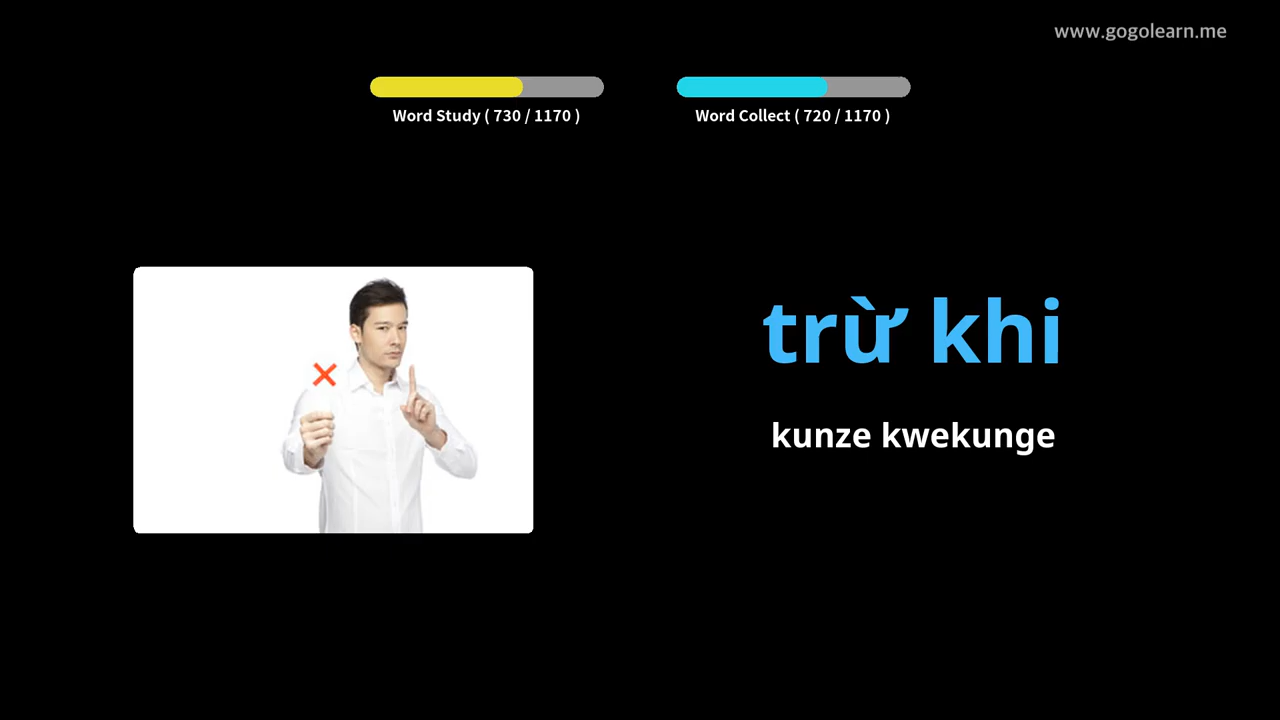 www.gogolearn.me
Word Study ( 730 / 1170 )
Word Collect ( 720 / 1170 )
trừ khi
kunze kwekunge